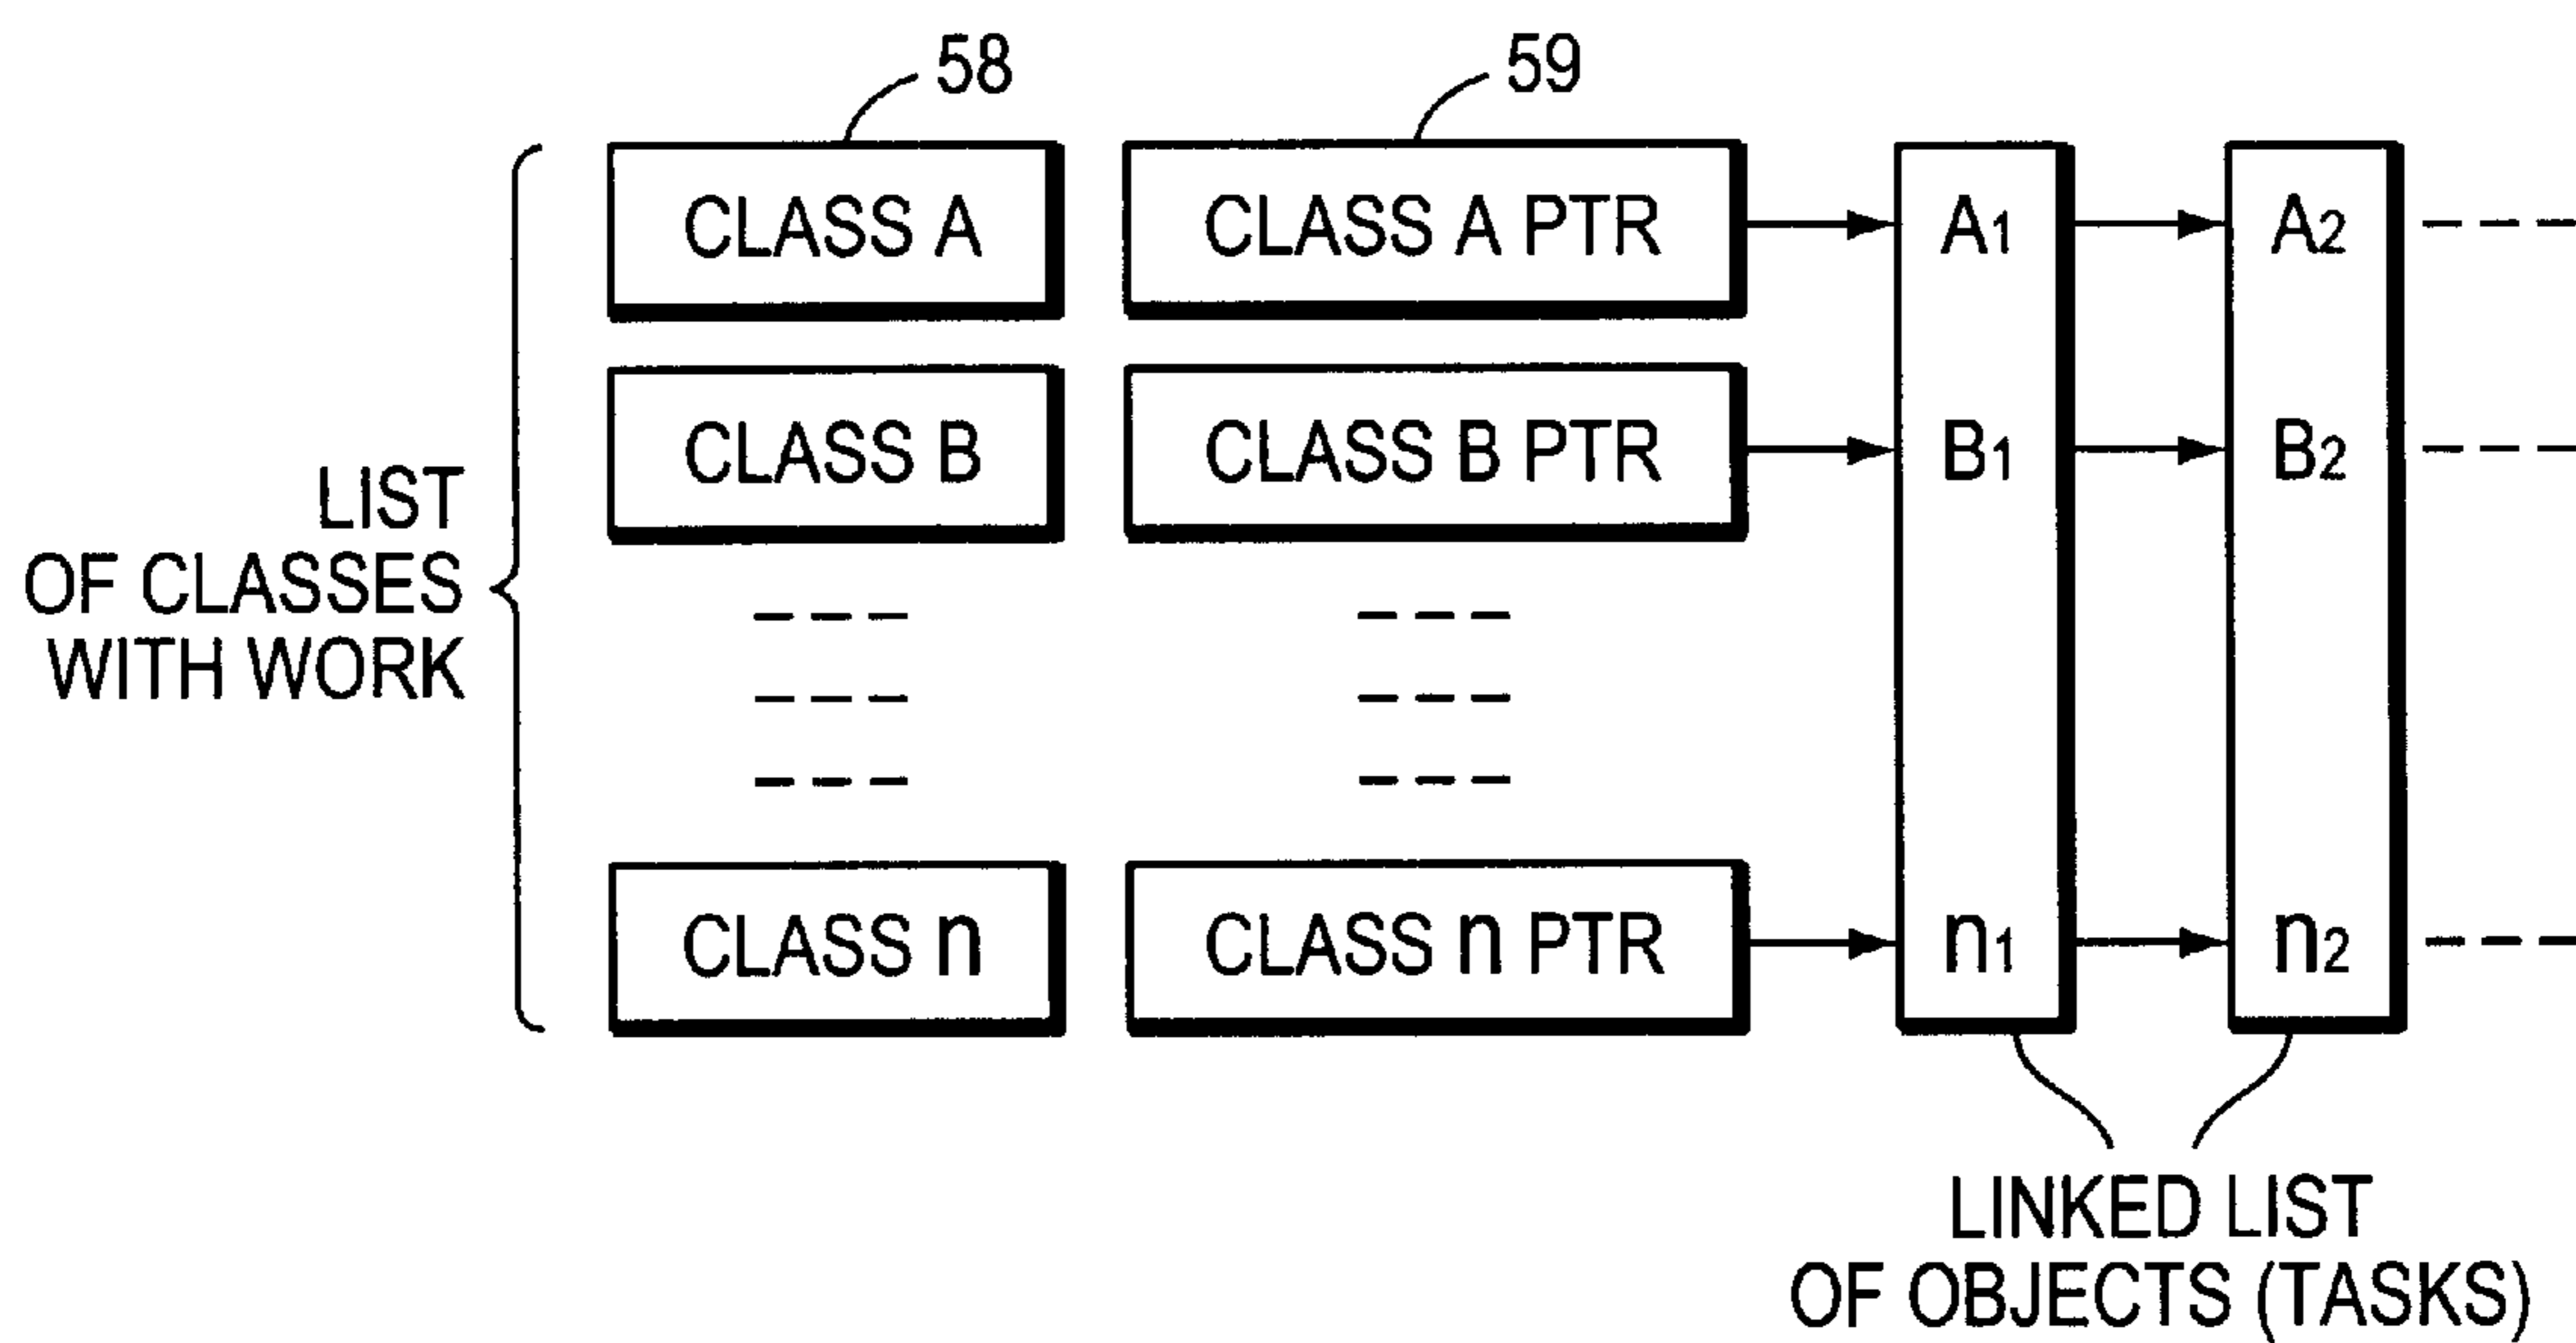 58
59
CLASS A
CLASS A PTR
A1
A2
CLASS B
CLASS B PTR
B1
B2
LIST
OF CLASSES
WITH WORK
CLASS n
CLASS n PTR
n1
n2
LINKED LIST
OF OBJECTS (TASKS)